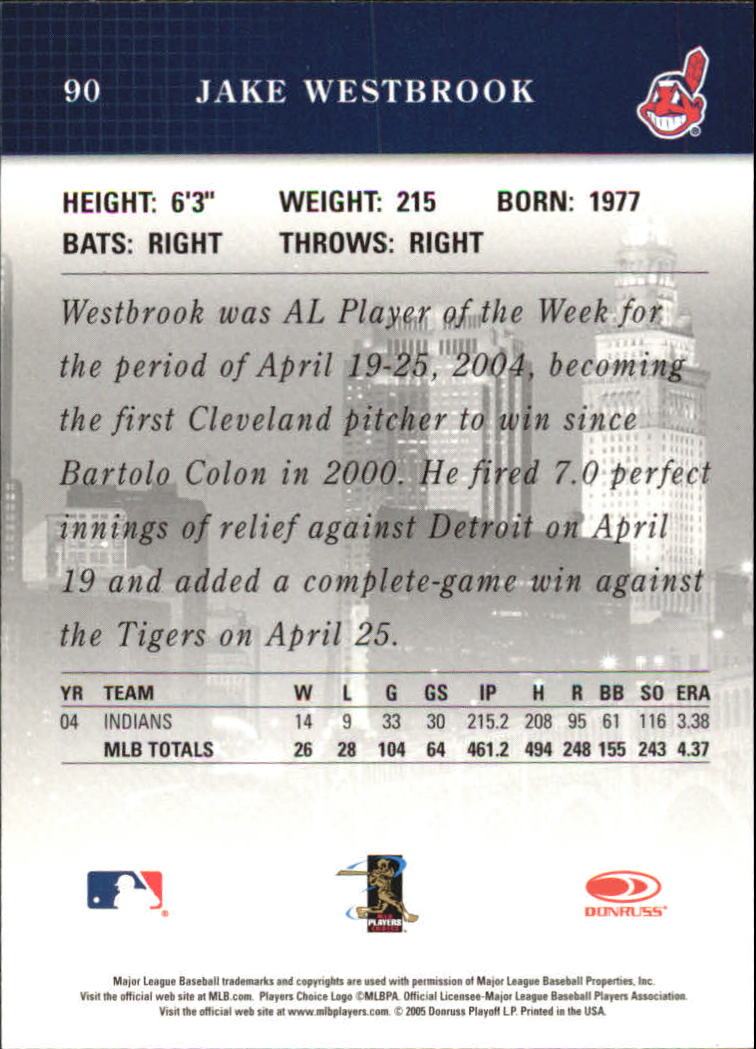 90 JAKE WESTBROOK
HEIGHT: 6'3" WEIGHT: 215 BORN: 1977
BATS: RIGHT THROWS: RIGHT
Westbrook was AL Player of the Week for
the period of April 19-25, 2004, becoming
the first Cleveland pitcher to win since
Bartolo Colon in 2000. He fired 7.0 perfect
innings of relief against Detroit on April
19 and added a complete-game win against
the Tigers on April 25.
YR TEAM W L G GS IP H R BB SO ERA
04 INDIANS 14 9 33 30 215.2 208 95 61 116 3.38
MLB TOTALS 26 28 104 64 461.2 494 248 155 243 4.37
MLB
PLAYERS
CHOICE
DONRUSS
Major League Baseball trademarks and copyrights are used with permission of Major League Baseball Properties, Inc.
Visit the official web site at MLB.com. Players Choice Logo ©MLBPA. Official Licensee-Major League Baseball Players Association.
Visit the official web site at www.mlbplayers.com. © 2005 Donruss Playoff L.P. Printed in the USA.